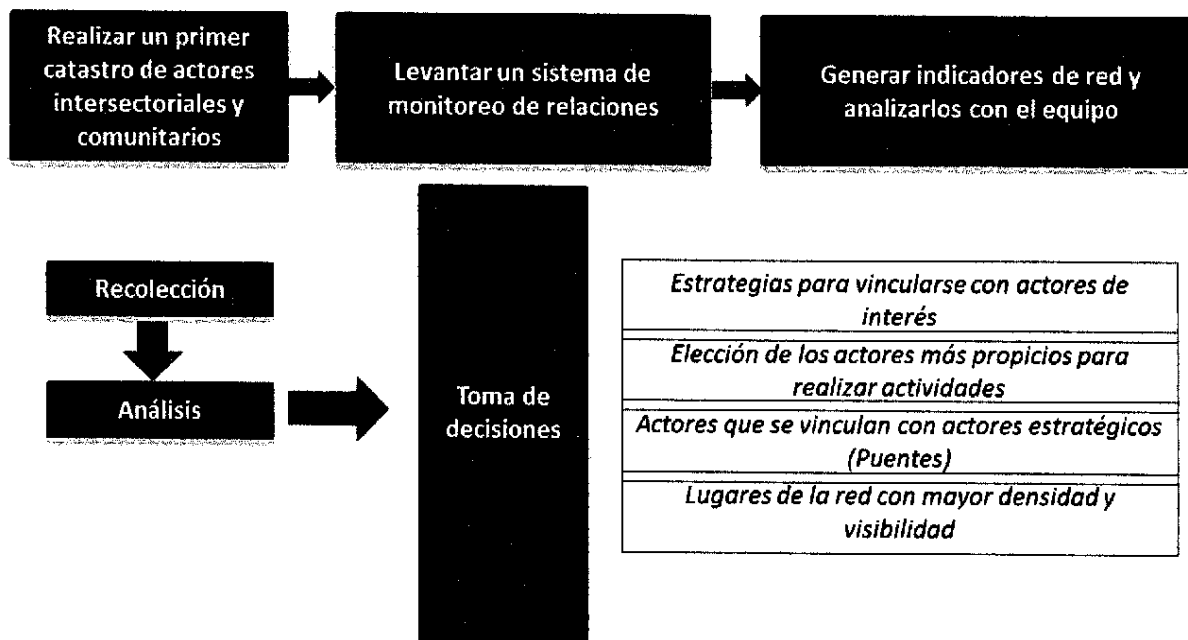 Realizar un primer
catastro de actores
intersectoriales y
comunitarios
Levantar un sistema de
monitoreo de relaciones
Generar indicadores de red y
analizarlos con el equipo
Recolección
Análisis
Toma de
decisiones
Estrategias para vincularse con actores de
interés
Elección de los actores más propicios para
realizar actividades
Actores que se vinculan con actores estratégicos
(Puentes)
Lugares de la red con mayor densidad y
visibilidad